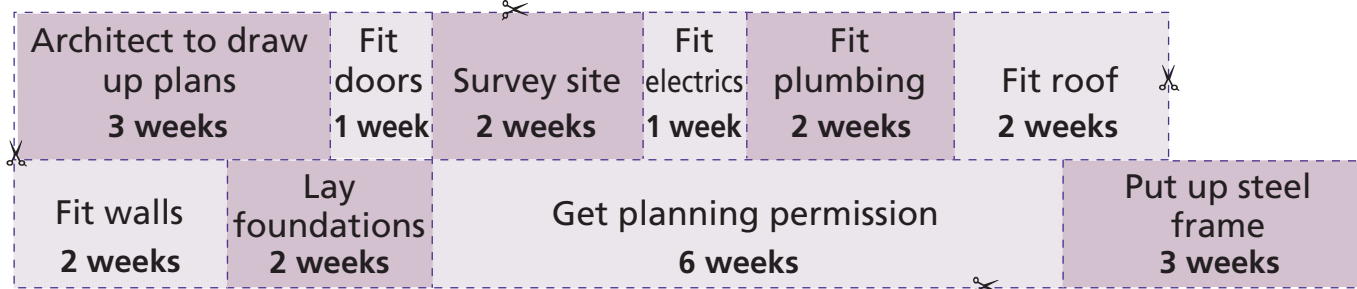 Architect to draw
up plans
3 weeks
Fit
doors
1 week
Survey site
2 weeks
Fit
electrics
1 week
Fit
plumbing
2 weeks
Fit roof
2 weeks
Fit walls
2 weeks
Lay
foundations
2 weeks
Get planning permission
6 weeks
Put up steel
frame
3 weeks